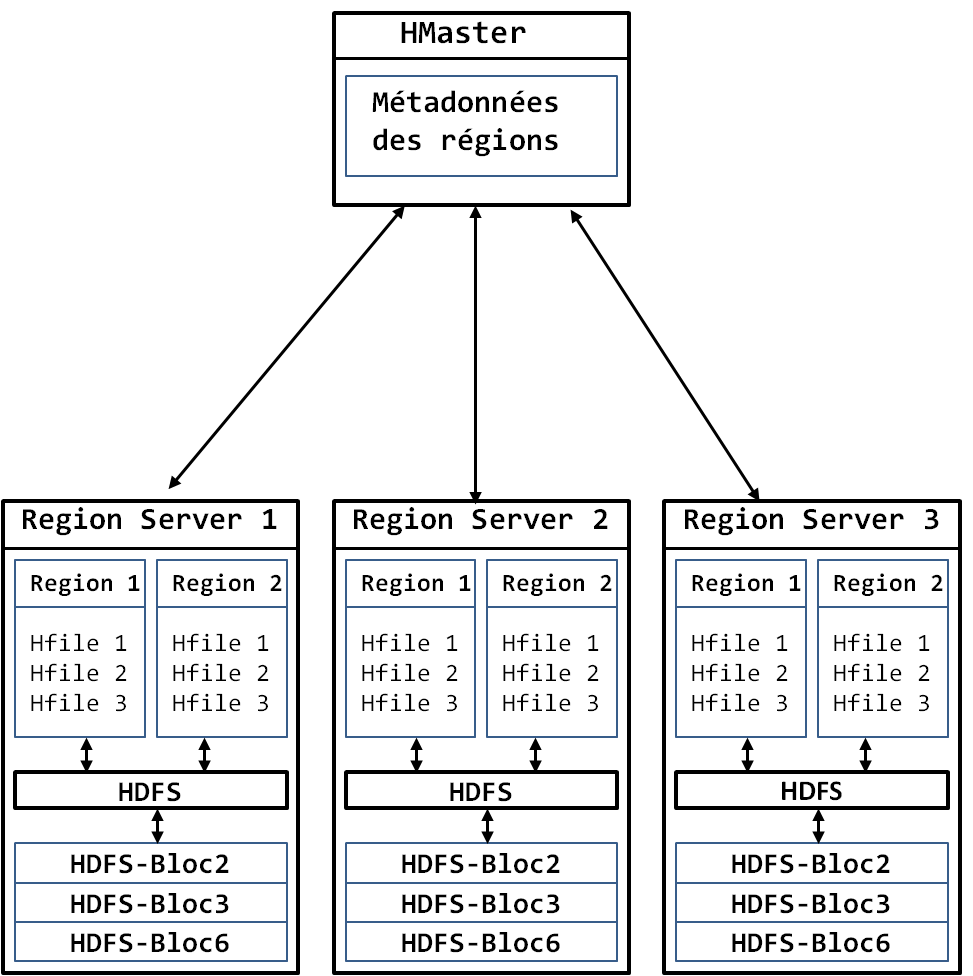 HMaster
Métadonnées
des régions
Region Server 1
Region 1
Hfile 1
Hfile 2
Hfile 3
Region 2
Hfile 1
Hfile 2
Hfile 3
HDFS
HDFS-Bloc2
HDFS-Bloc3
HDFS-Bloc6
Region Server 2
Region 1
Hfile 1
Hfile 2
Hfile 3
Region 2
Hfile 1
Hfile 2
Hfile 3
HDFS
HDFS-Bloc2
HDFS-Bloc3
HDFS-Bloc6
Region Server 3
Region 1
Hfile 1
Hfile 2
Hfile 3
Region 2
Hfile 1
Hfile 2
Hfile 3
HDFS
HDFS-Bloc2
HDFS-Bloc3
HDFS-Bloc6